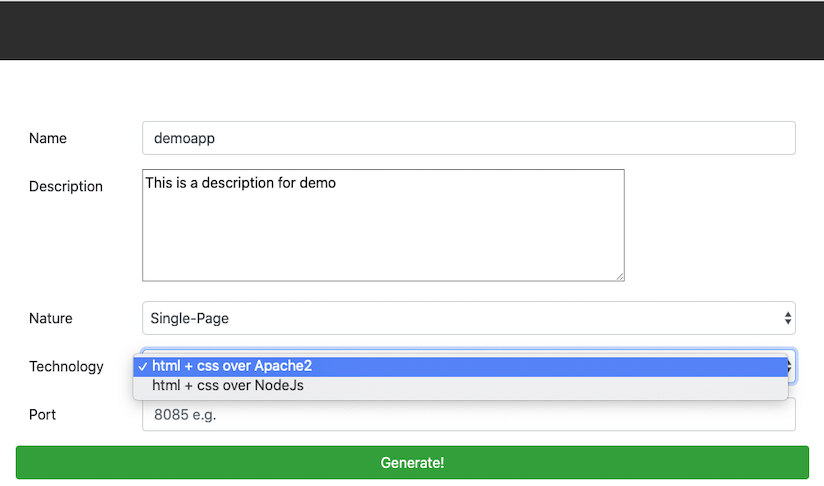 Name
demoapp
Description
This is a description for demo
Nature
Single-Page
Technology
✓ html + css over Apache2
html + css over NodeJs
Port
8085 e.g.
Generate!